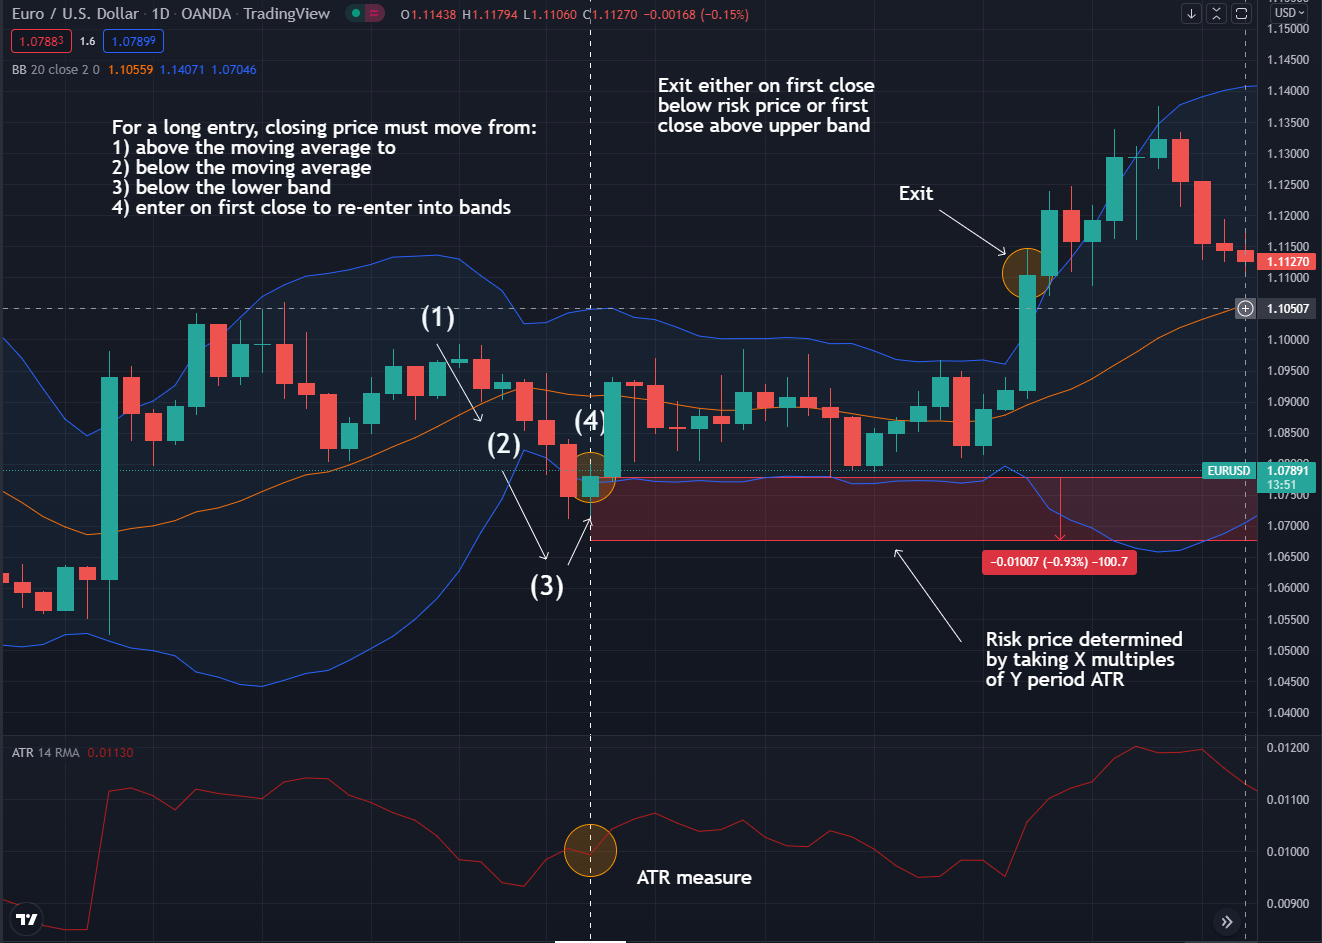 Euro / U.S. Dollar · 1D · OANDA · TradingView O1.11438 H1.11794 L1.11060 C1.11270 −0.00168 (−0.15%)
USD
1.07883 1.6 1.07899
BB 20 close 2 0 1.10559 1.14071 1.07046
For a long entry, closing price must move from:
1) above the moving average to
2) below the moving average
3) below the lower band
4) enter on first close to re-enter into bands
Exit either on first close
below risk price or first
close above upper band
Exit
(1)
(2)
(4)
(3)
−0.01007 (−0.93%) −100.7
Risk price determined
by taking X multiples
of Y period ATR
1.15000
1.14500
1.14000
1.13500
1.13000
1.12500
1.12000
1.11500
1.11270
1.11000
1.10507
1.10000
1.09500
1.09000
1.08500
EURUSD 1.07891
13:51
1.07500
1.07000
1.06500
1.06000
1.05500
1.05000
1.04500
1.04000
ATR 14 RMA 0.01130
ATR measure
0.01200
0.01100
0.01000
0.00900